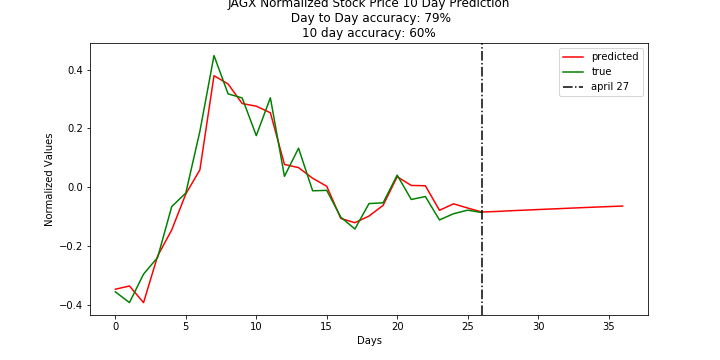 JAGX Normalized Stock Price 10 Day Prediction
Day to Day accuracy: 79%
10 day accuracy: 60%
predicted
true
april 27
Normalized Values
0.4
0.2
0.0
−0.2
−0.4
0 5 10 15 20 25 30 35
Days